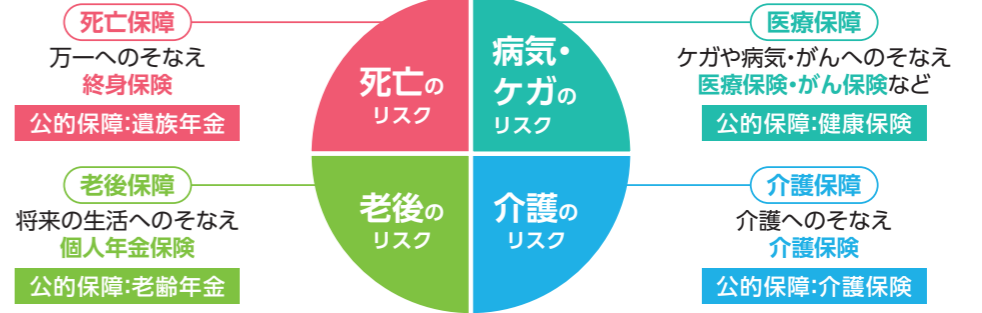 死亡保障
万一へのそなえ
終身保険
公的保障:遺族年金
死亡の
リスク
病気・
ケガの
リスク
医療保障
ケガや病気・がんへのそなえ
医療保険・がん保険など
公的保障:健康保険
老後保障
将来の生活へのそなえ
個人年金保険
公的保障:老齢年金
老後の
リスク
介護の
リスク
介護保障
介護へのそなえ
介護保険
公的保障:介護保険